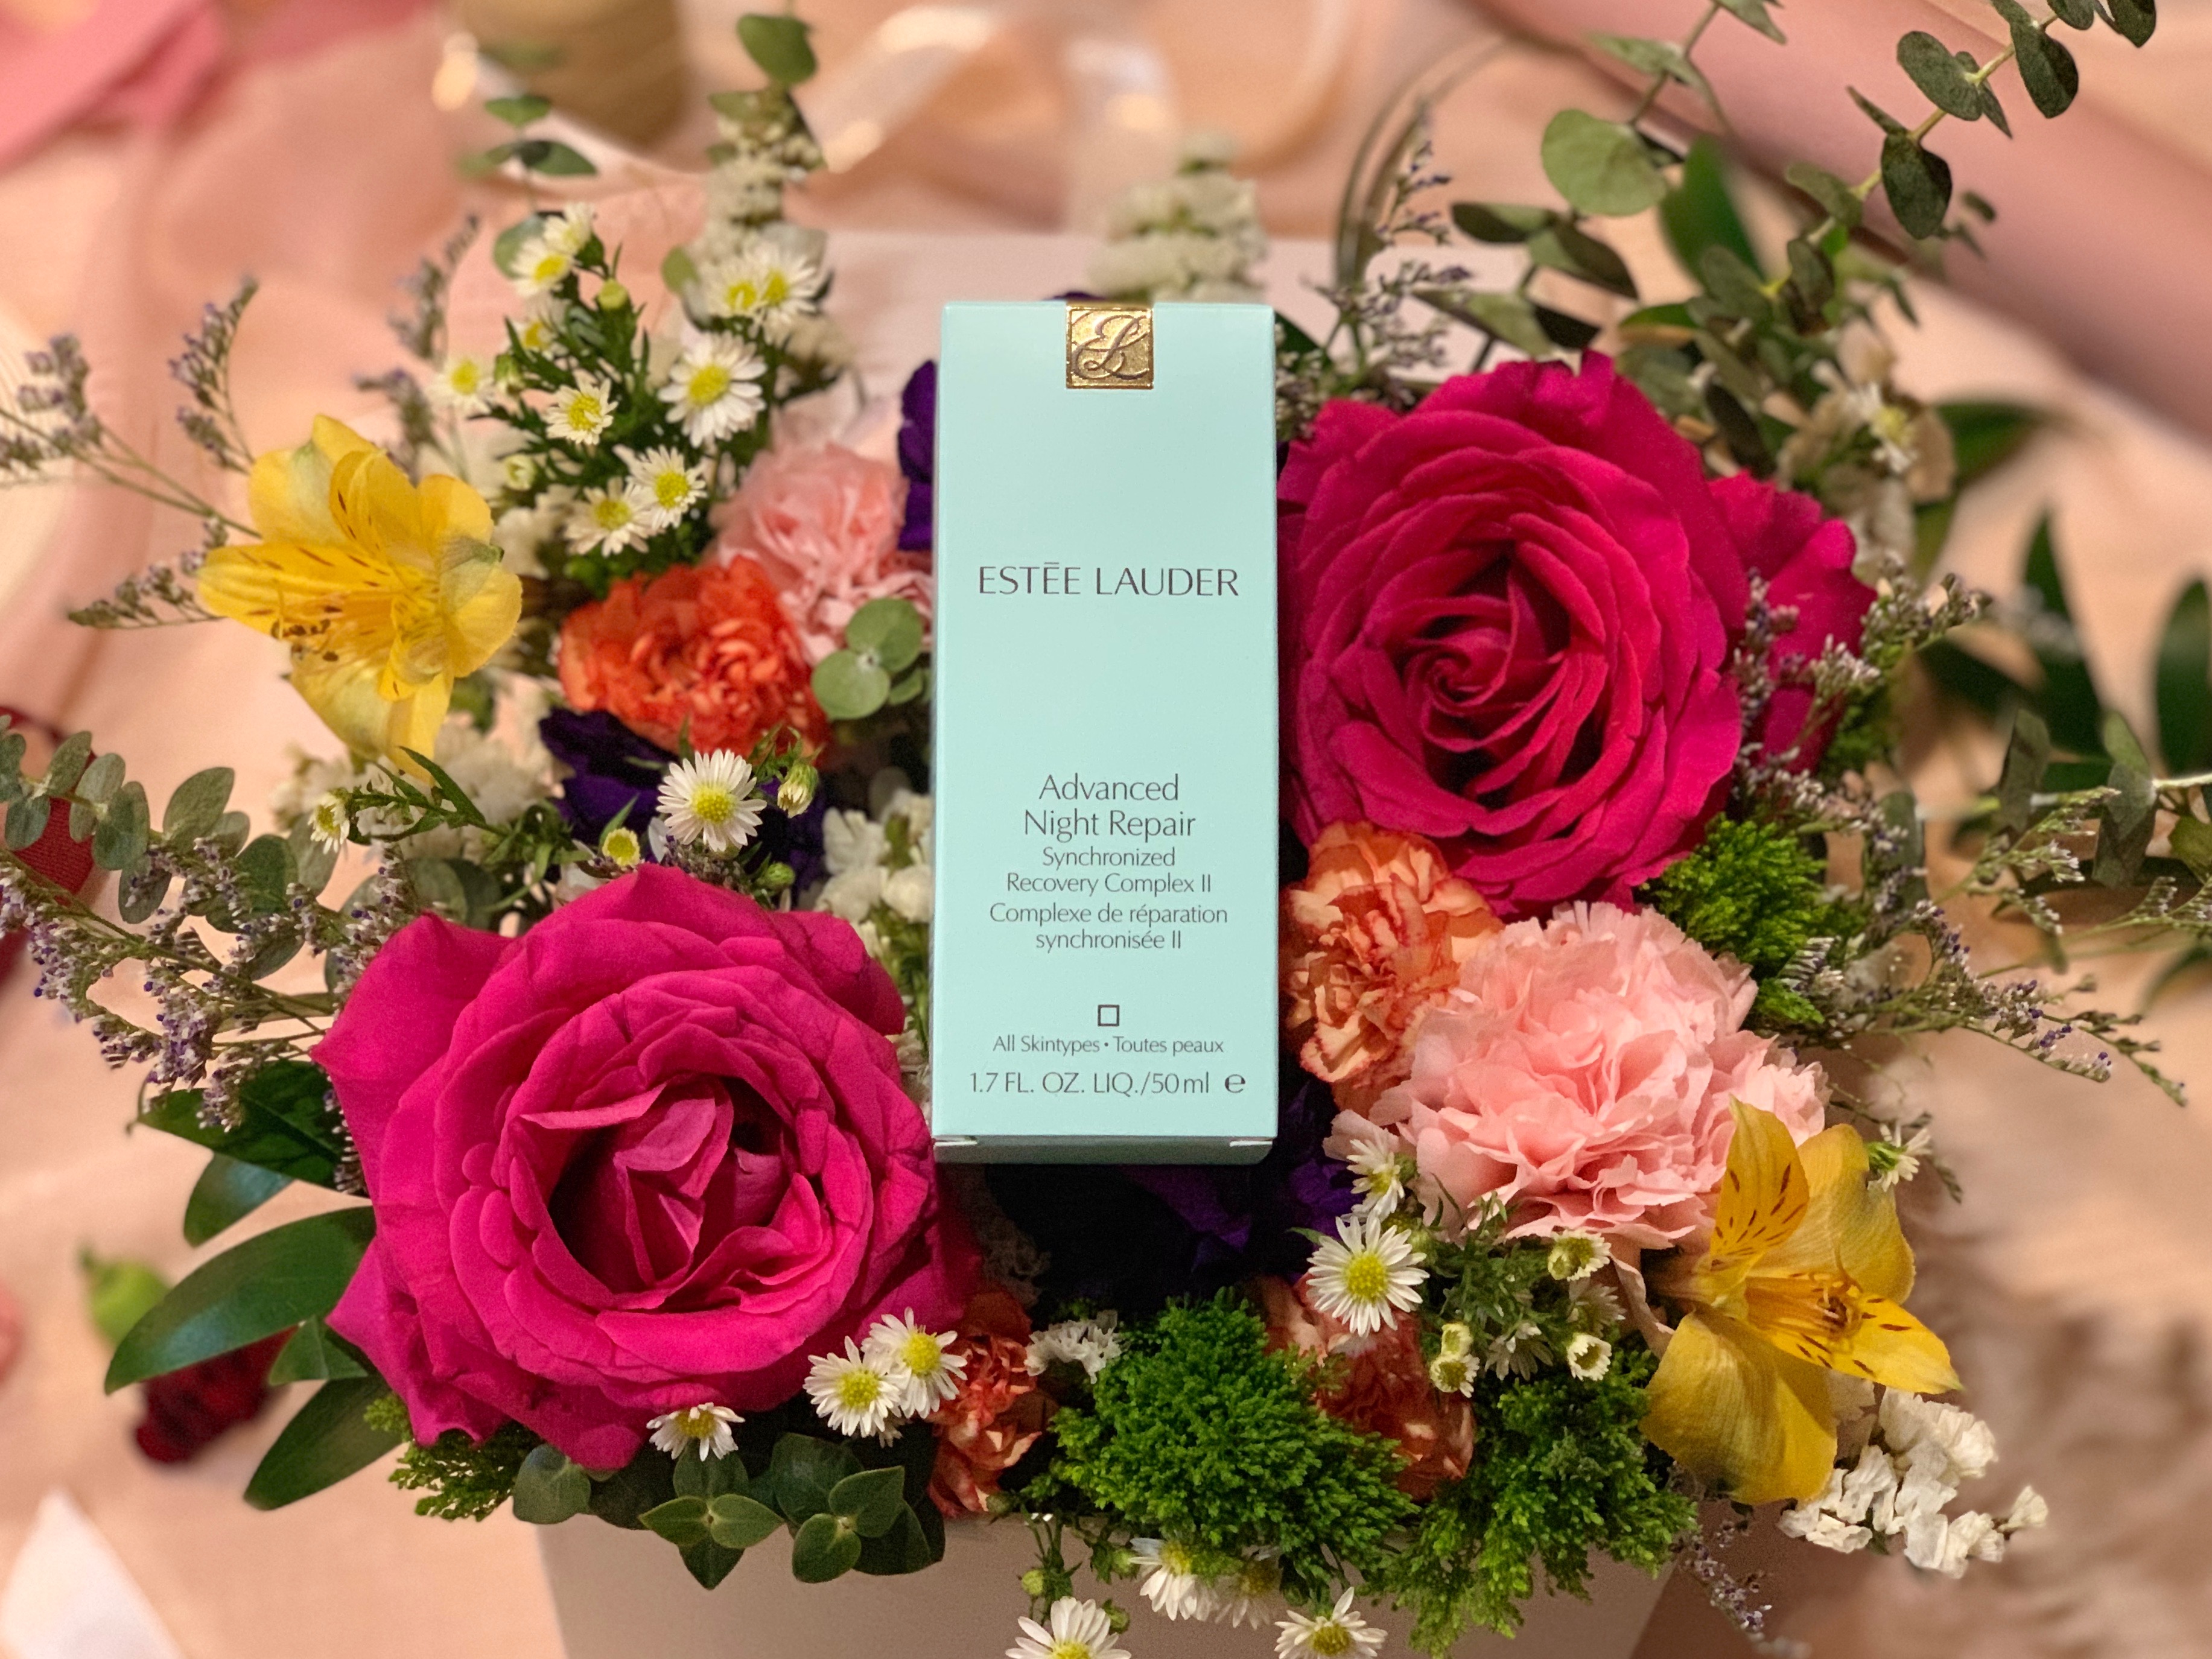 ESTĒE LAUDER
Advanced
Night Repair
Synchronized
Recovery Complex II
Complexe de réparation
synchronisée II
All Skintypes • Toutes peaux
1.7 FL. OZ. LIQ./50 ml ℮